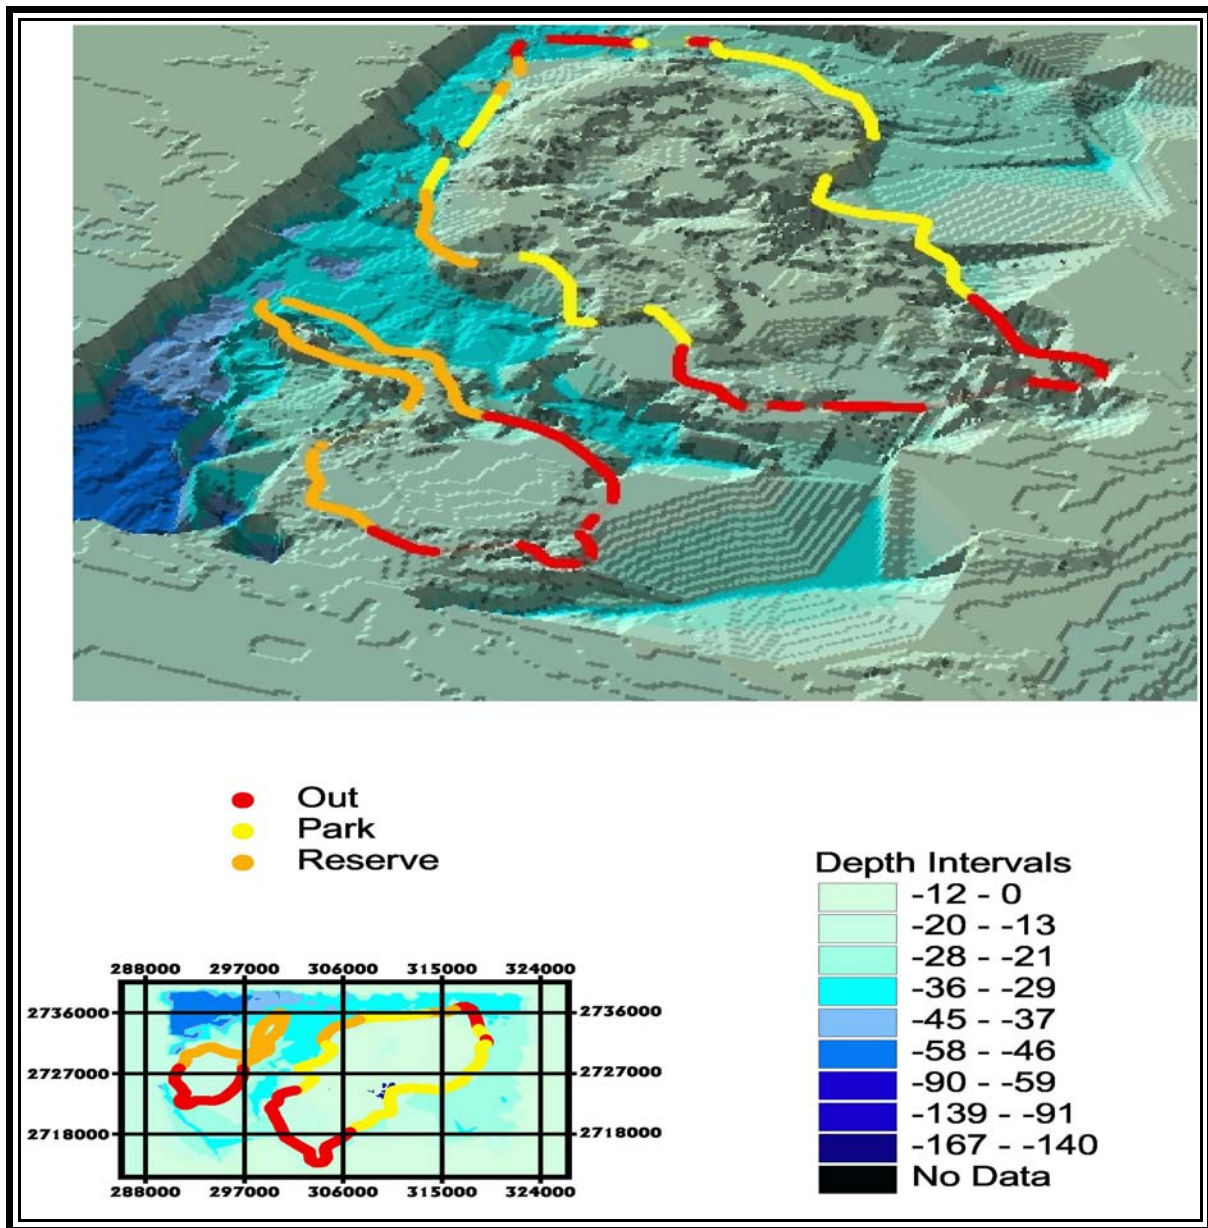 Out
Park
Reserve
Depth Intervals
-12 - 0
-20 - -13
-28 - -21
-36 - -29
-45 - -37
-58 - -46
-90 - -59
-139 - -91
-167 - -140
No Data
288000 297000 306000 315000 324000
2736000 2736000
2727000 2727000
2718000 2718000
288000 297000 306000 315000 324000